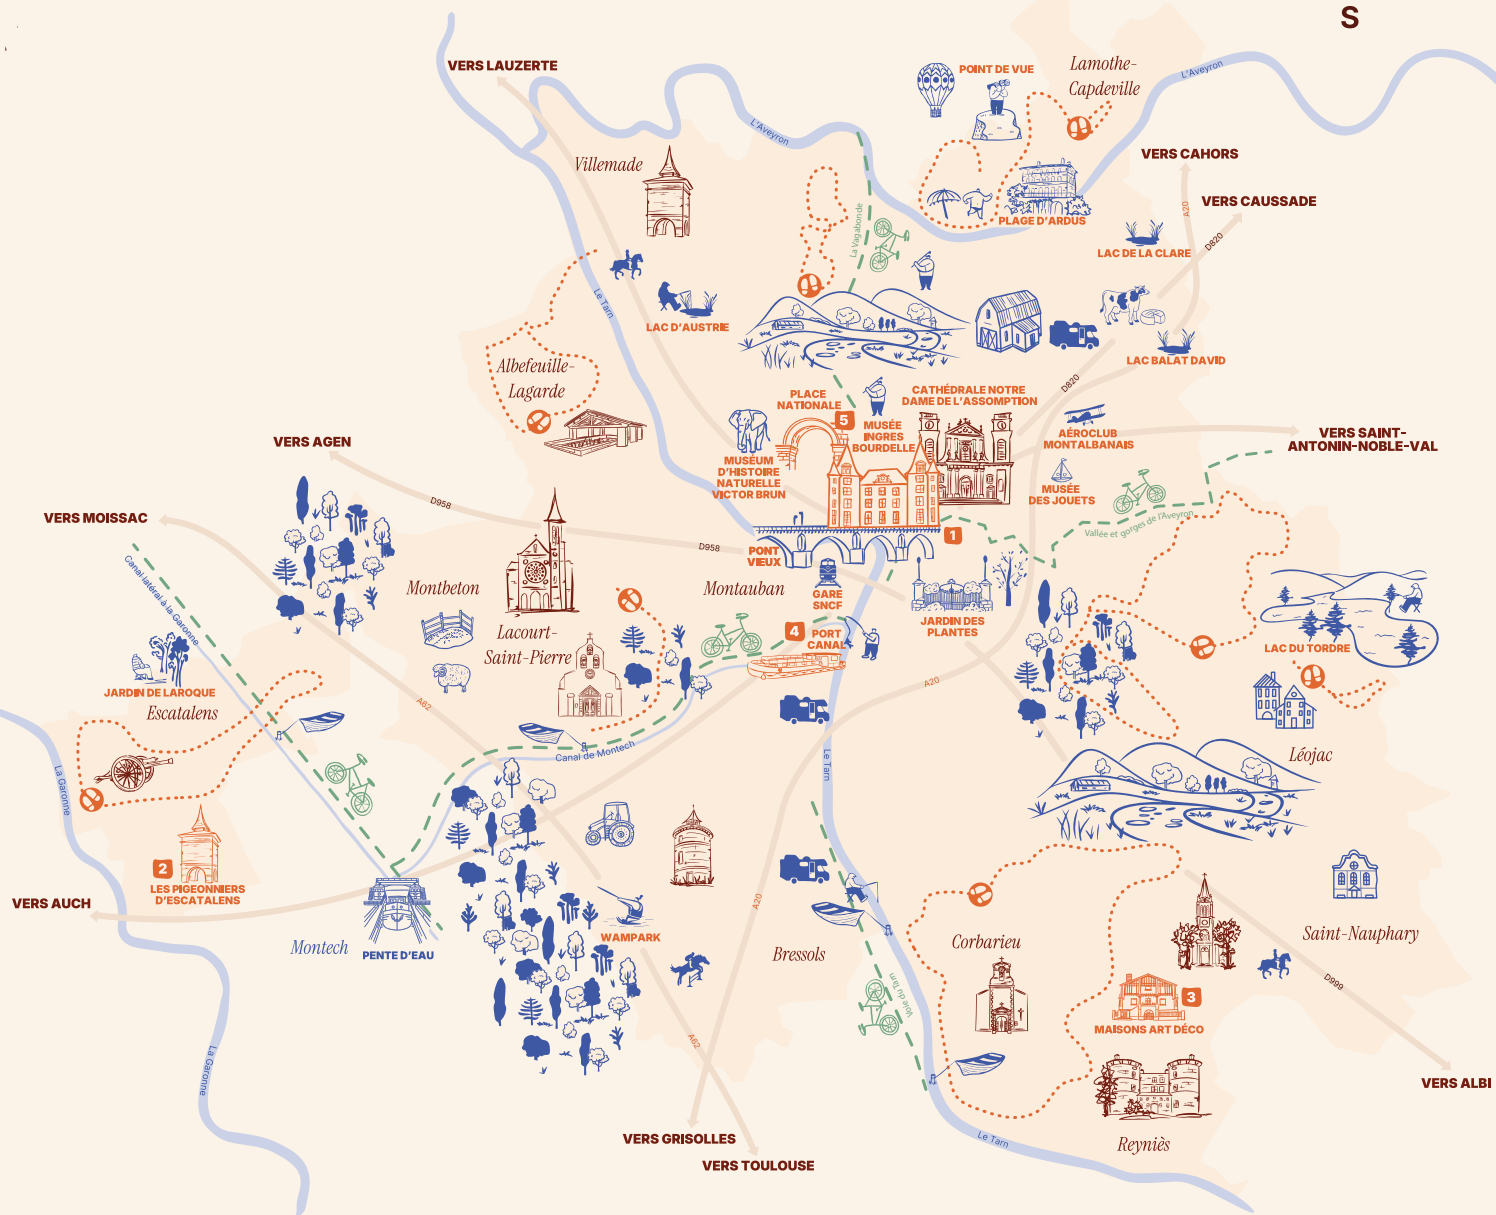 S
VERS LAUZERTE
POINT DE VUE
Lamothe-
Capdeville
L'Aveyron
L'Aveyron
VERS CAHORS
Villemade
A20
VERS CAUSSADE
PLAGE D'ARDUS
La Vagabonde
D820
LAC DE LA CLARE
Le Tarn
LAC D'AUSTRIE
Albefeuille-
Lagarde
LAC BALAT DAVID
D820
PLACE
NATIONALE
5
CATHÉDRALE NOTRE
DAME DE L'ASSOMPTION
MUSÉE
INGRES
BOURDELLE
AÉROCLUB
MONTALBANAIS
VERS SAINT-
ANTONIN-NOBLE-VAL
VERS AGEN
MUSÉUM
D'HISTOIRE
NATURELLE
VICTOR BRUN
MUSÉE
DES JOUETS
D958
VERS MOISSAC
Vallée et gorges de l'Aveyron
1
D958
PONT
VIEUX
Canal latéral à la Garonne
Montbeton
Montauban
GARE
SNCF
JARDIN DES
PLANTES
Lacourt-
Saint-Pierre
4
PORT
CANAL
LAC DU TORDRE
JARDIN DE LAROQUE
Escatalens
A62
A20
Canal de Montech
Léojac
La Garonne
Le Tarn
2
LES PIGEONNIERS
D'ESCATALENS
VERS AUCH
A20
WAMPARK
Montech
PENTE D'EAU
Bressols
Corbarieu
Saint-Nauphary
D999
Voie du Tarn
3
MAISONS ART DÉCO
A62
La Garonne
VERS ALBI
VERS GRISOLLES
Le Tarn
Reyniès
VERS TOULOUSE